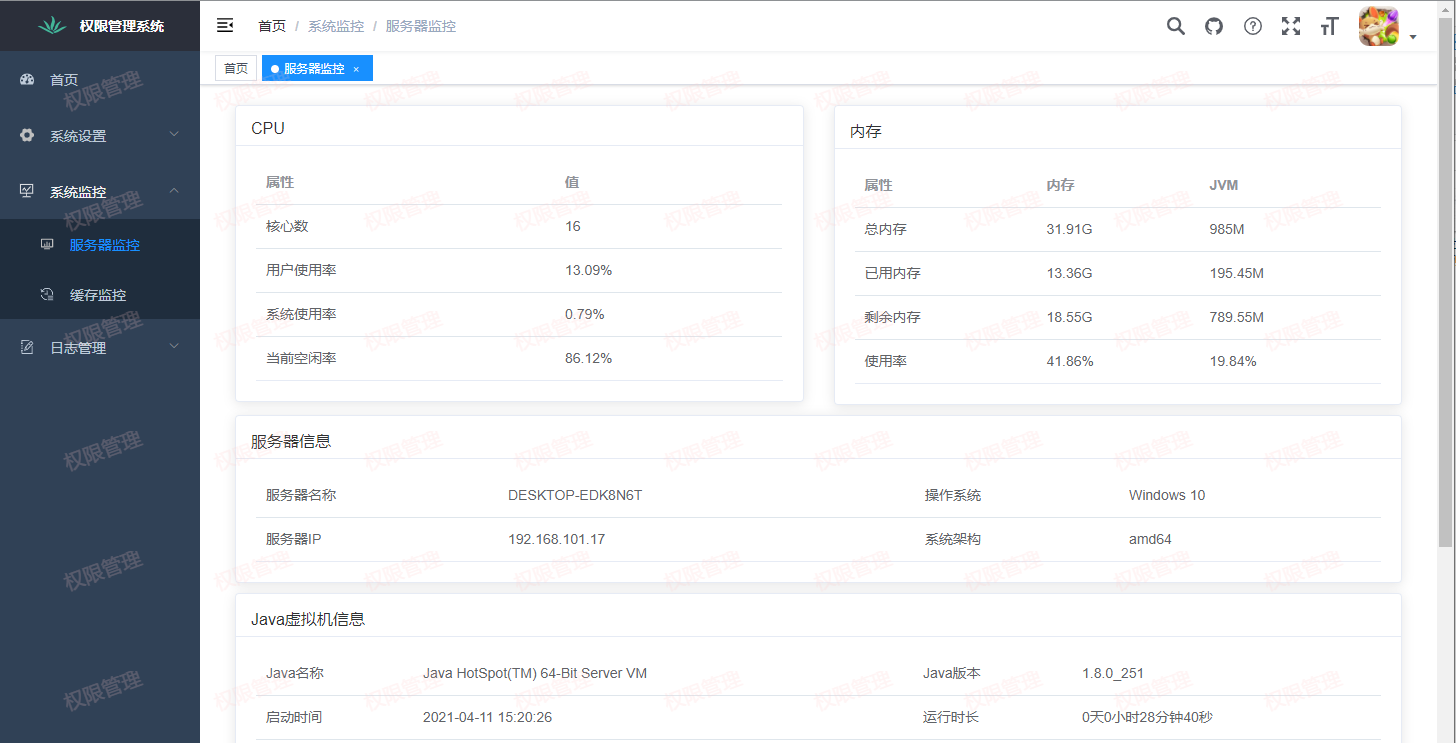 权限管理系统
首页 / 系统监控 / 服务器监控
首页
服务器监控 ×
首页
系统设置
系统监控
服务器监控
缓存监控
日志管理
CPU
属性 值
核心数 16
用户使用率 13.09%
系统使用率 0.79%
当前空闲率 86.12%
内存
属性 内存 JVM
总内存 31.91G 985M
已用内存 13.36G 195.45M
剩余内存 18.55G 789.55M
使用率 41.86% 19.84%
服务器信息
服务器名称 DESKTOP-EDK8N6T 操作系统 Windows 10
服务器IP 192.168.101.17 系统架构 amd64
Java虚拟机信息
Java名称 Java HotSpot(TM) 64-Bit Server VM Java版本 1.8.0_251
启动时间 2021-04-11 15:20:26 运行时长 0天0小时28分钟40秒
权限管理